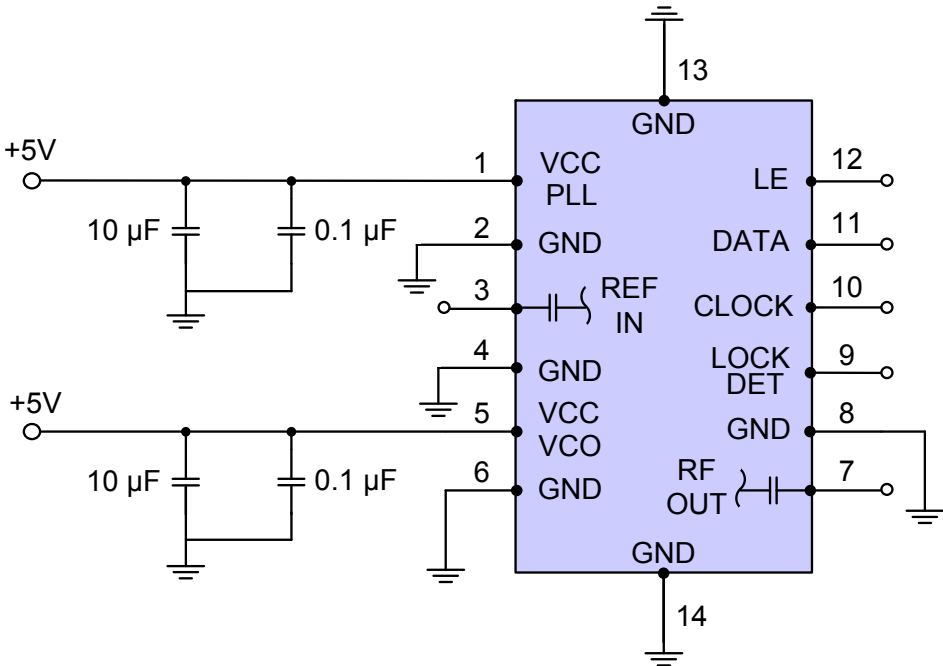 13
GND
+5V
1
VCC
PLL
10 µF
0.1 µF
2
GND
3
REF
IN
4
GND
+5V
5
VCC
VCO
10 µF
0.1 µF
6
GND
12
LE
11
DATA
10
CLOCK
9
LOCK
DET
8
GND
7
RF
OUT
GND
14